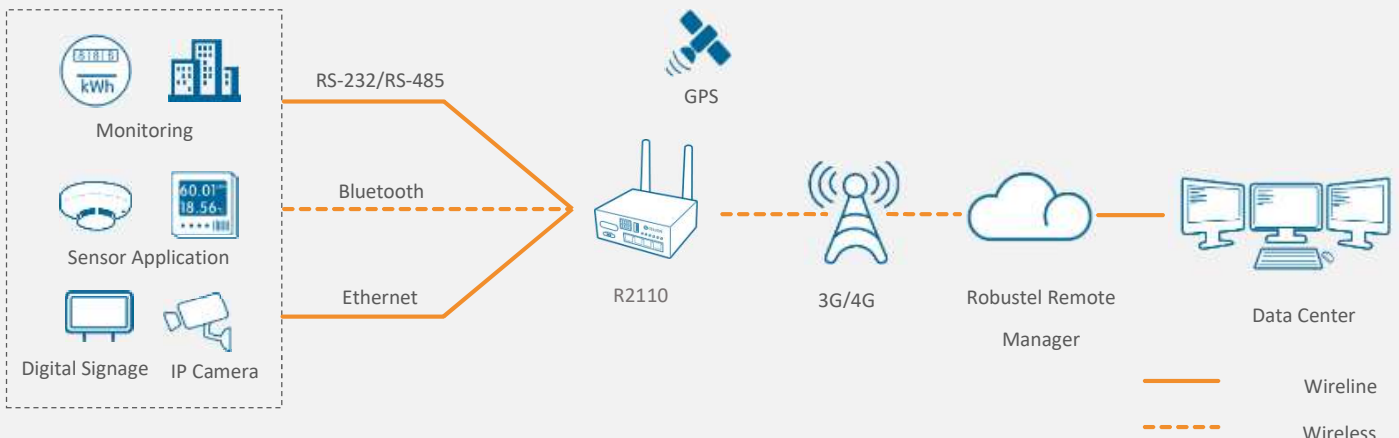 RS-232/RS-485
GPS
kWh
Monitoring
Bluetooth
60.01
18.56
Sensor Application
Ethernet
R2110
3G/4G
Robustel Remote
Manager
Data Center
Digital Signage
IP Camera
Wireline
Wireless